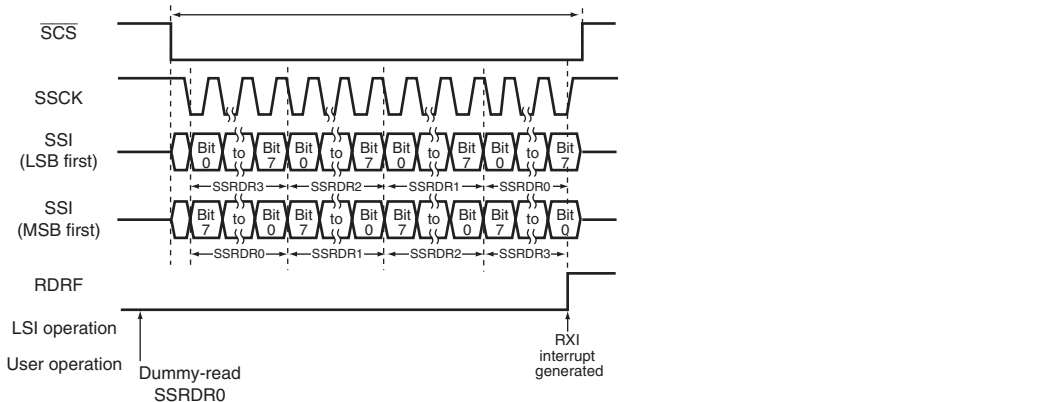 SCS
SSCK
SSI
(LSB first)
Bit 0 to Bit 7 Bit 0 to Bit 7 Bit 0 to Bit 7 Bit 0 to Bit 7
SSRDR3 SSRDR2 SSRDR1 SSRDR0
SSI
(MSB first)
Bit 7 to Bit 0 Bit 7 to Bit 0 Bit 7 to Bit 0 Bit 7 to Bit 0
SSRDR0 SSRDR1 SSRDR2 SSRDR3
RDRF
LSI operation
RXI
interrupt
generated
User operation
Dummy-read
SSRDR0